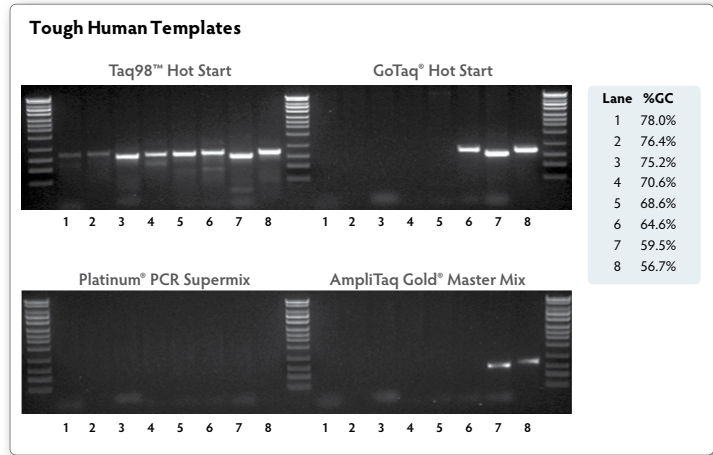 Tough Human Templates
Taq98™ Hot Start
GoTaq® Hot Start
1 2 3 4 5 6 7 8
1 2 3 4 5 6 7 8
Platinum® PCR Supermix
AmpliTaq Gold® Master Mix
1 2 3 4 5 6 7 8
1 2 3 4 5 6 7 8
Lane %GC
1 78.0%
2 76.4%
3 75.2%
4 70.6%
5 68.6%
6 64.6%
7 59.5%
8 56.7%